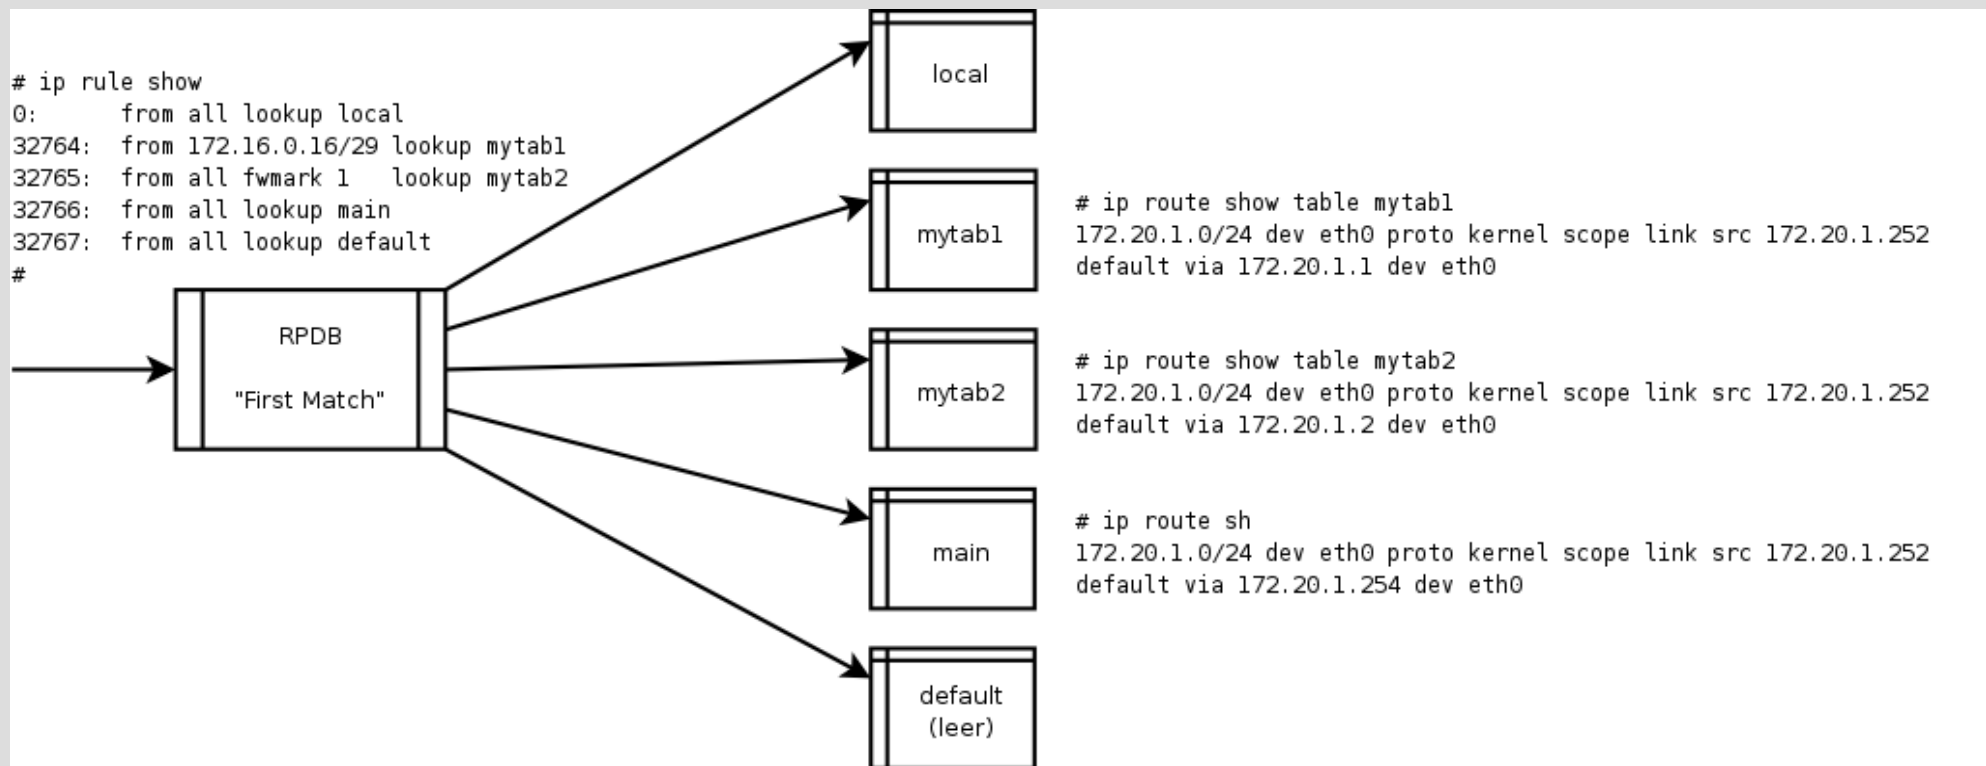 # ip rule show
0:      from all lookup local
32764:  from 172.16.0.16/29 lookup mytab1
32765:  from all fwmark 1   lookup mytab2
32766:  from all lookup main
32767:  from all lookup default
#
RPDB
"First Match"
local
mytab1
# ip route show table mytab1
172.20.1.0/24 dev eth0 proto kernel scope link src 172.20.1.252
default via 172.20.1.1 dev eth0
mytab2
# ip route show table mytab2
172.20.1.0/24 dev eth0 proto kernel scope link src 172.20.1.252
default via 172.20.1.2 dev eth0
main
# ip route sh
172.20.1.0/24 dev eth0 proto kernel scope link src 172.20.1.252
default via 172.20.1.254 dev eth0
default
(leer)